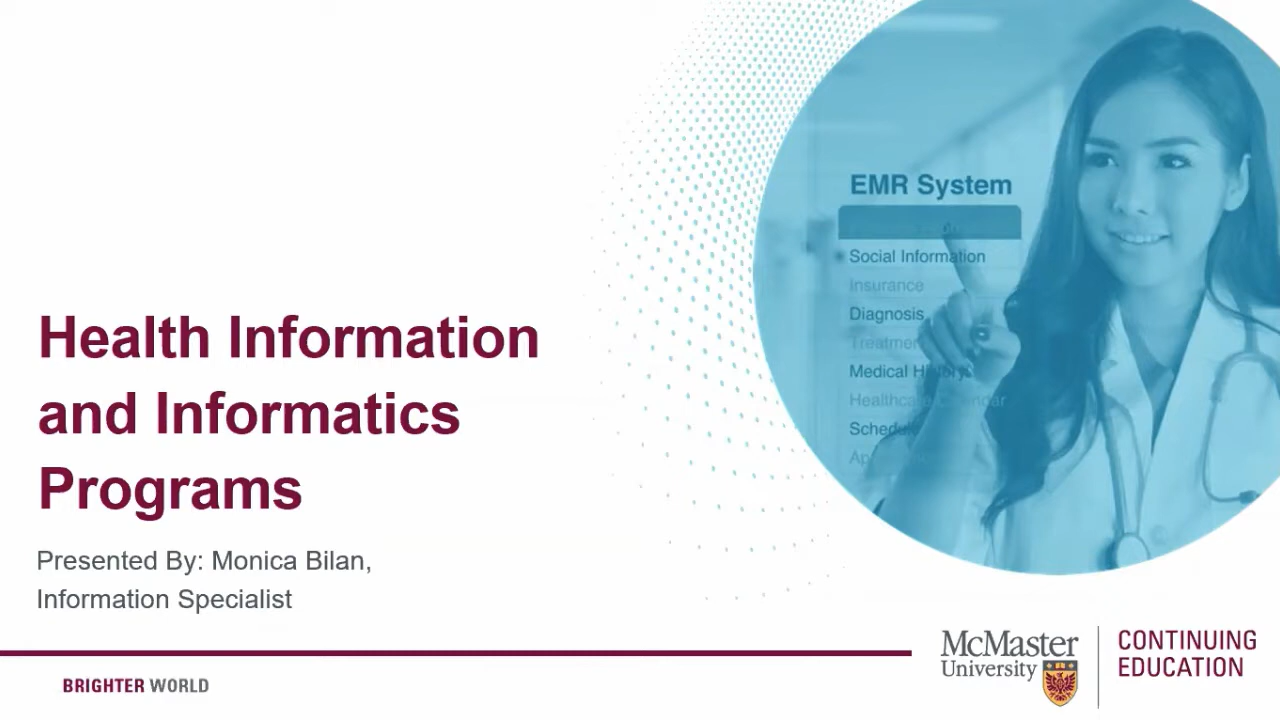 EMR System
Social Information
Insurance
Diagnosis
Medical History
Health Information
and Informatics
Programs
Presented By: Monica Bilan,
Information Specialist
BRIGHTER WORLD
McMaster
University
CONTINUING
EDUCATION